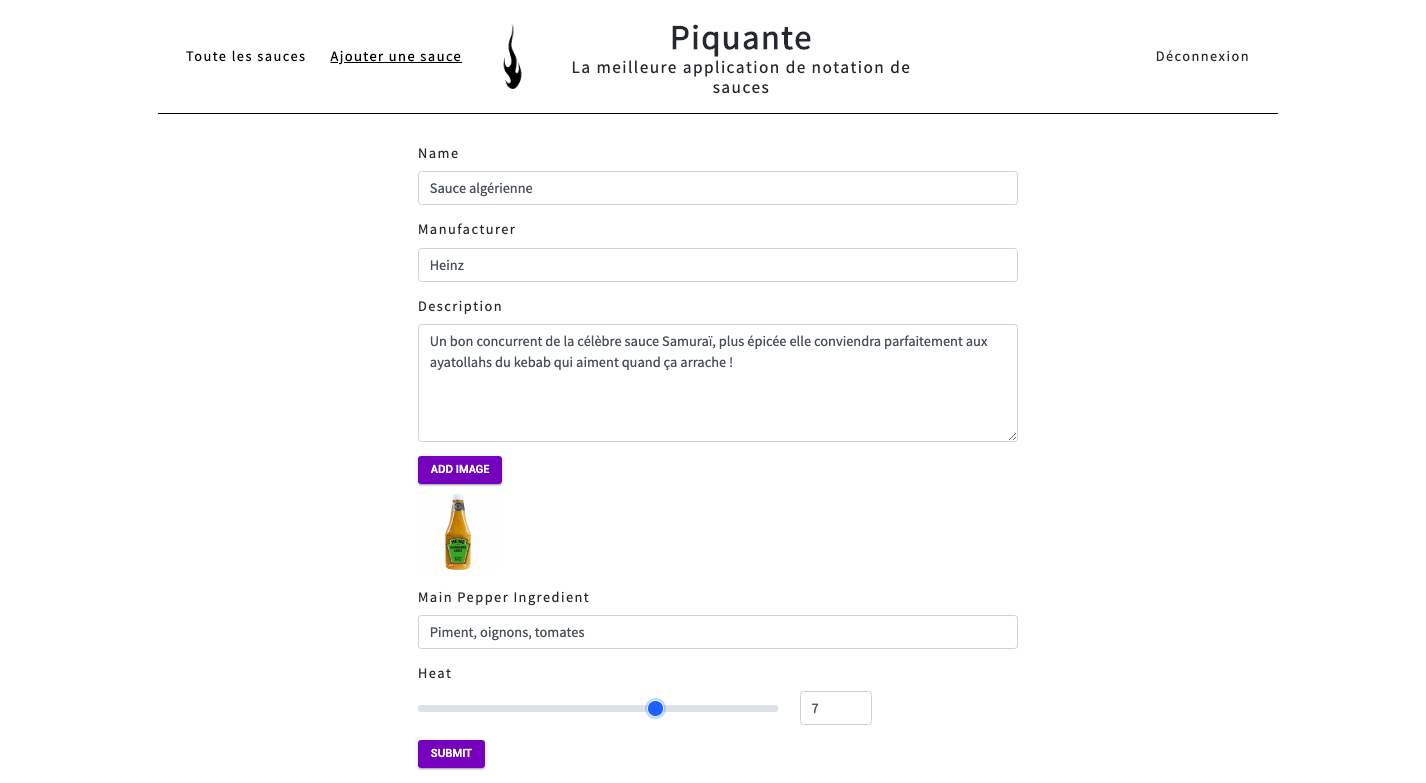 Toute les sauces
Ajouter une sauce
Piquante
La meilleure application de notation de
sauces
Déconnexion
Name
Sauce algérienne
Manufacturer
Heinz
Description
Un bon concurrent de la célèbre sauce Samuraï, plus épicée elle conviendra parfaitement aux
ayatollahs du kebab qui aiment quand ça arrache !
ADD IMAGE
Main Pepper Ingredient
Piment, oignons, tomates
Heat
7
SUBMIT